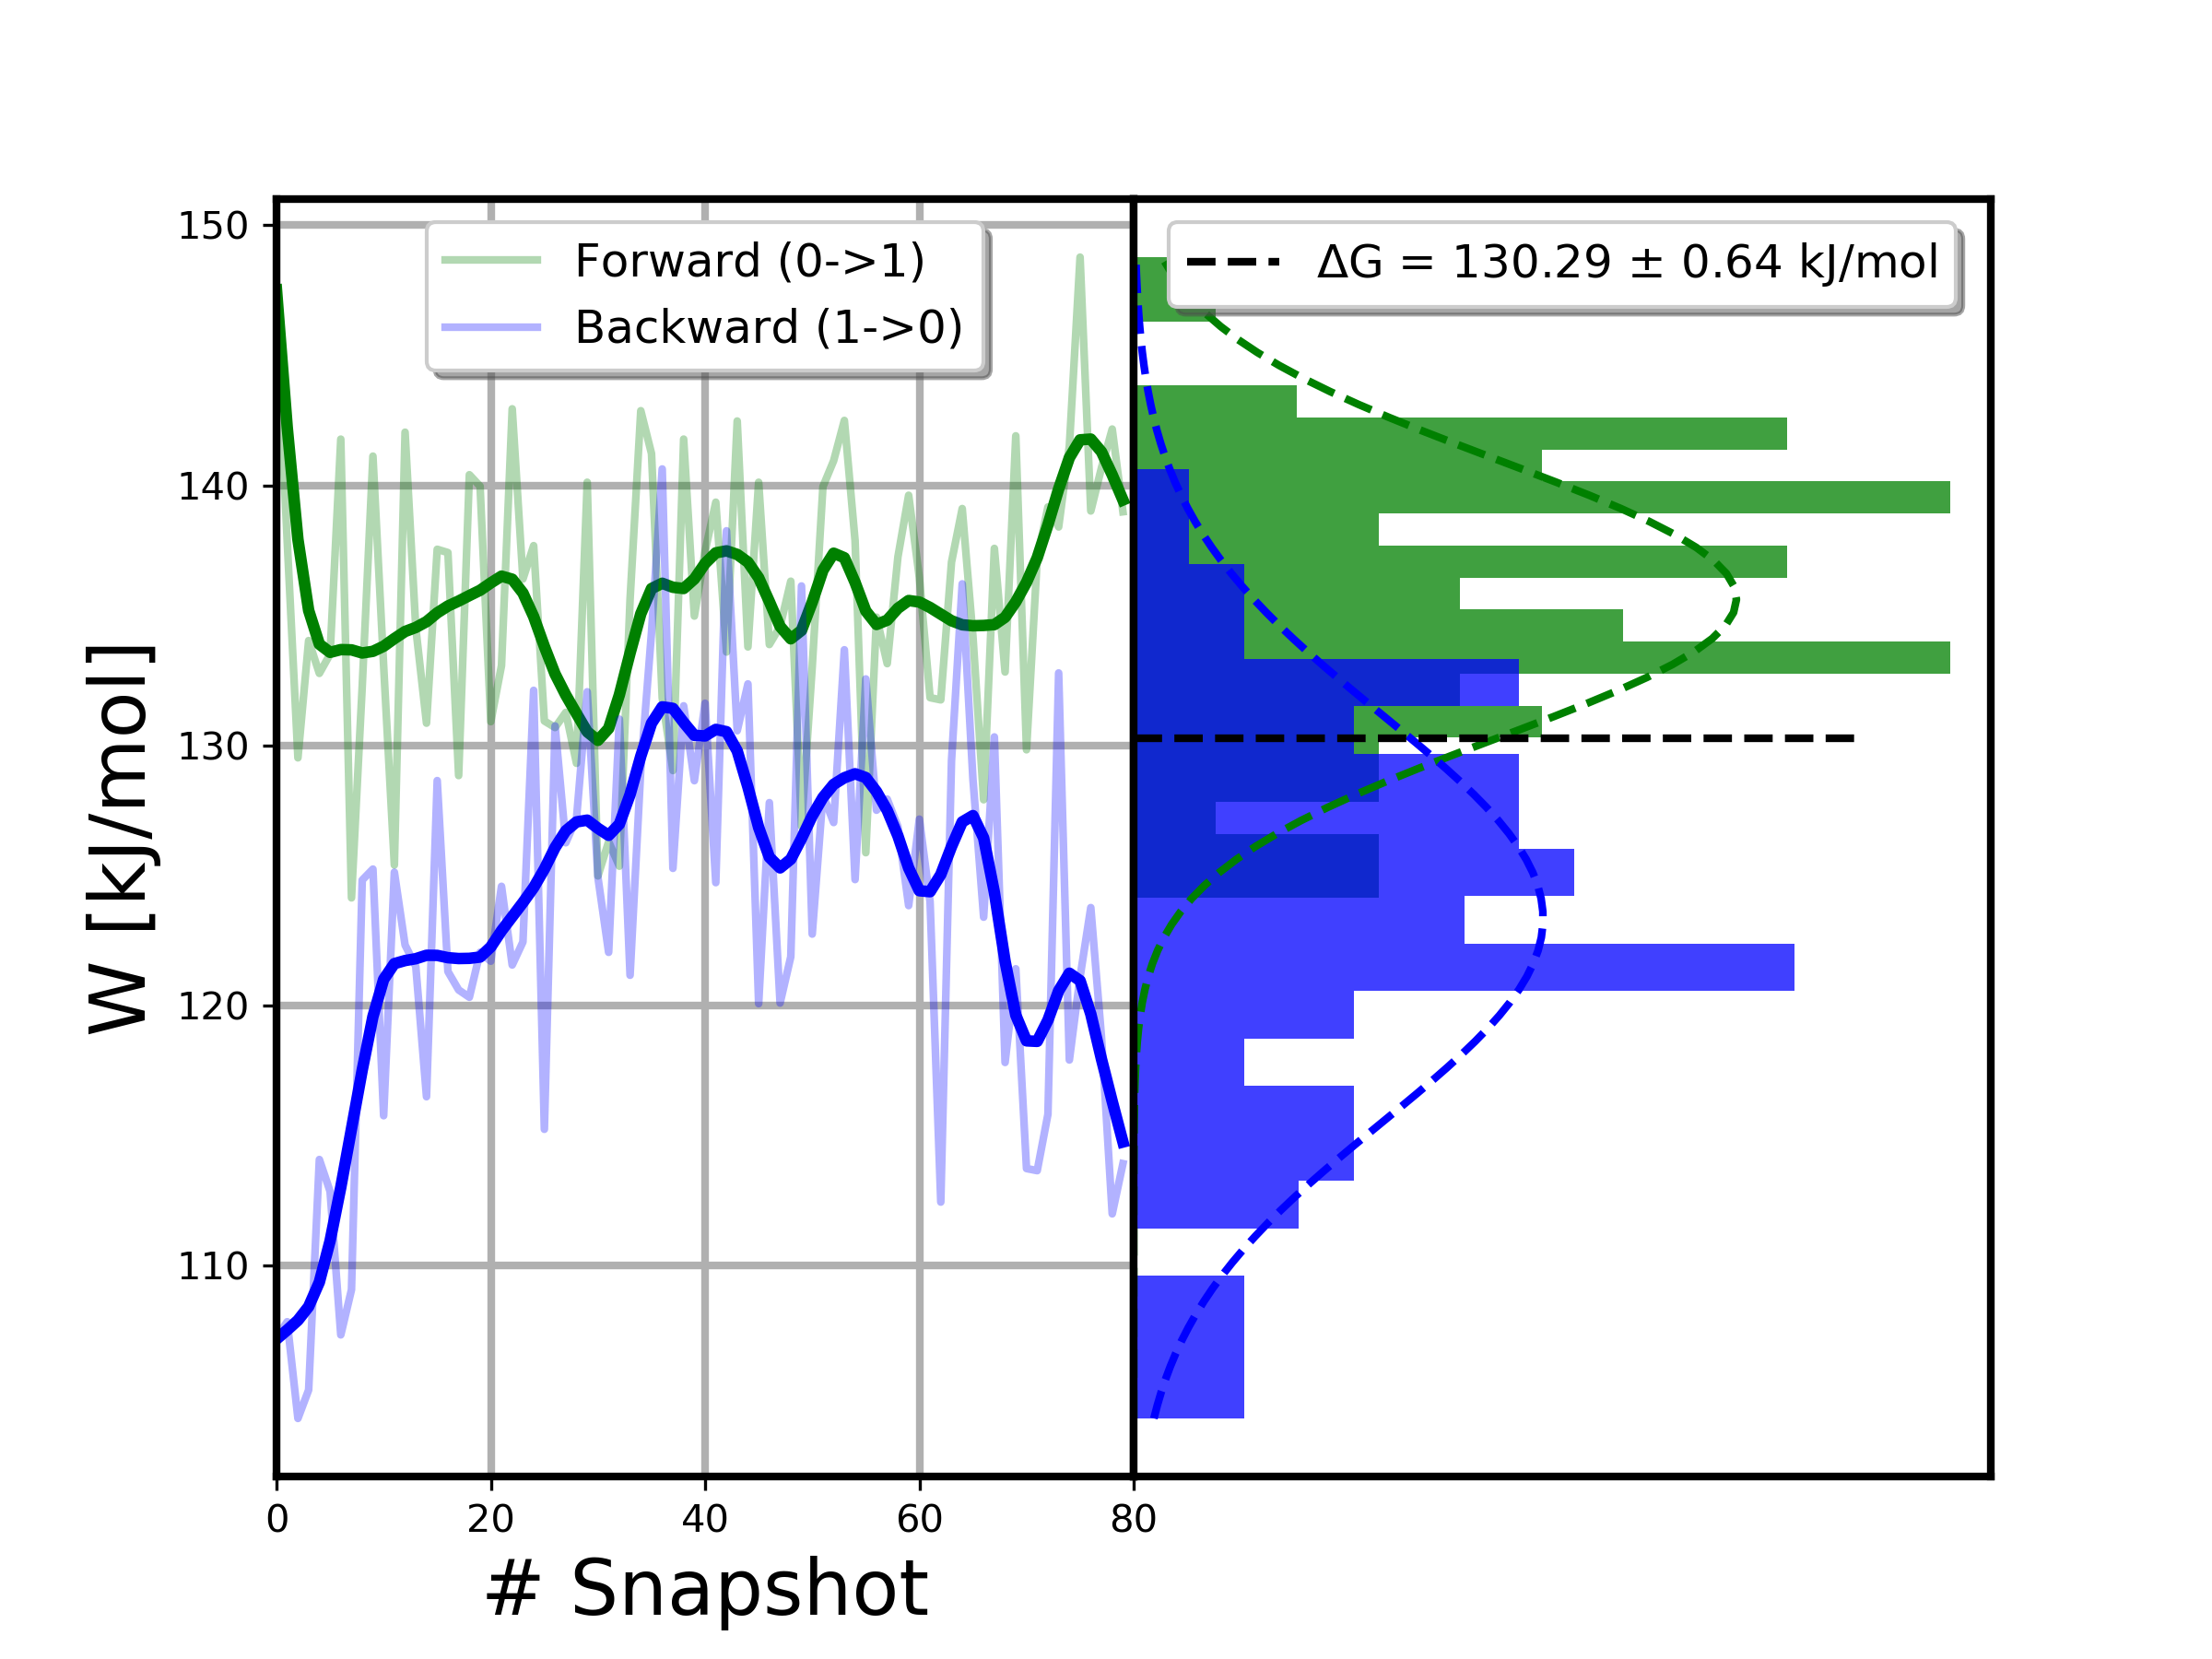 150
140
130
120
110
W [kJ/mol]
0
20
40
60
80
# Snapshot
Forward (0->1)
Backward (1->0)
ΔG = 130.29 ± 0.64 kJ/mol